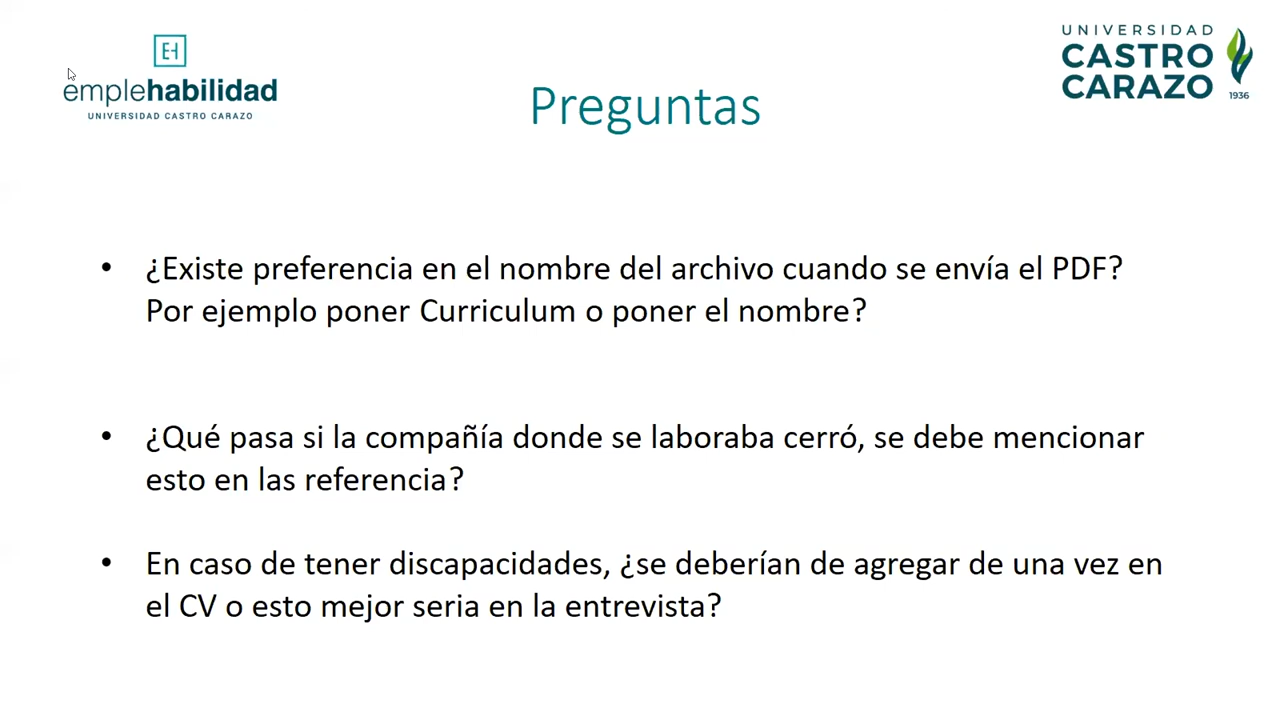 EH
emplehabilidad
UNIVERSIDAD CASTRO CARAZO
UNIVERSIDAD
CASTRO
CARAZO
1936
Preguntas
• ¿Existe preferencia en el nombre del archivo cuando se envía el PDF?
Por ejemplo poner Curriculum o poner el nombre?
• ¿Qué pasa si la compañía donde se laboraba cerró, se debe mencionar
esto en las referencia?
• En caso de tener discapacidades, ¿se deberían de agregar de una vez en
el CV o esto mejor seria en la entrevista?